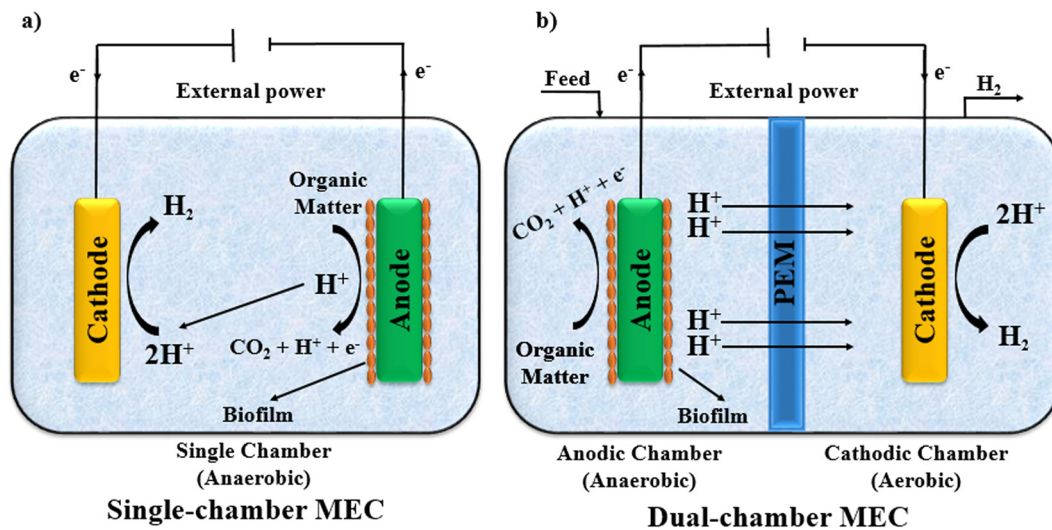 a)
e⁻
e⁻
External power
Cathode
H₂
2H⁺
Organic
Matter
H⁺
CO₂ + H⁺ + e⁻
Anode
Biofilm
Single Chamber
(Anaerobic)
Single-chamber MEC
b)
Feed
e⁻
e⁻
External power
H₂
CO₂ + H⁺ + e⁻
Organic
Matter
Anode
H⁺
H⁺
H⁺
H⁺
Biofilm
PEM
Cathode
2H⁺
H₂
Anodic Chamber
(Anaerobic)
Cathodic Chamber
(Aerobic)
Dual-chamber MEC